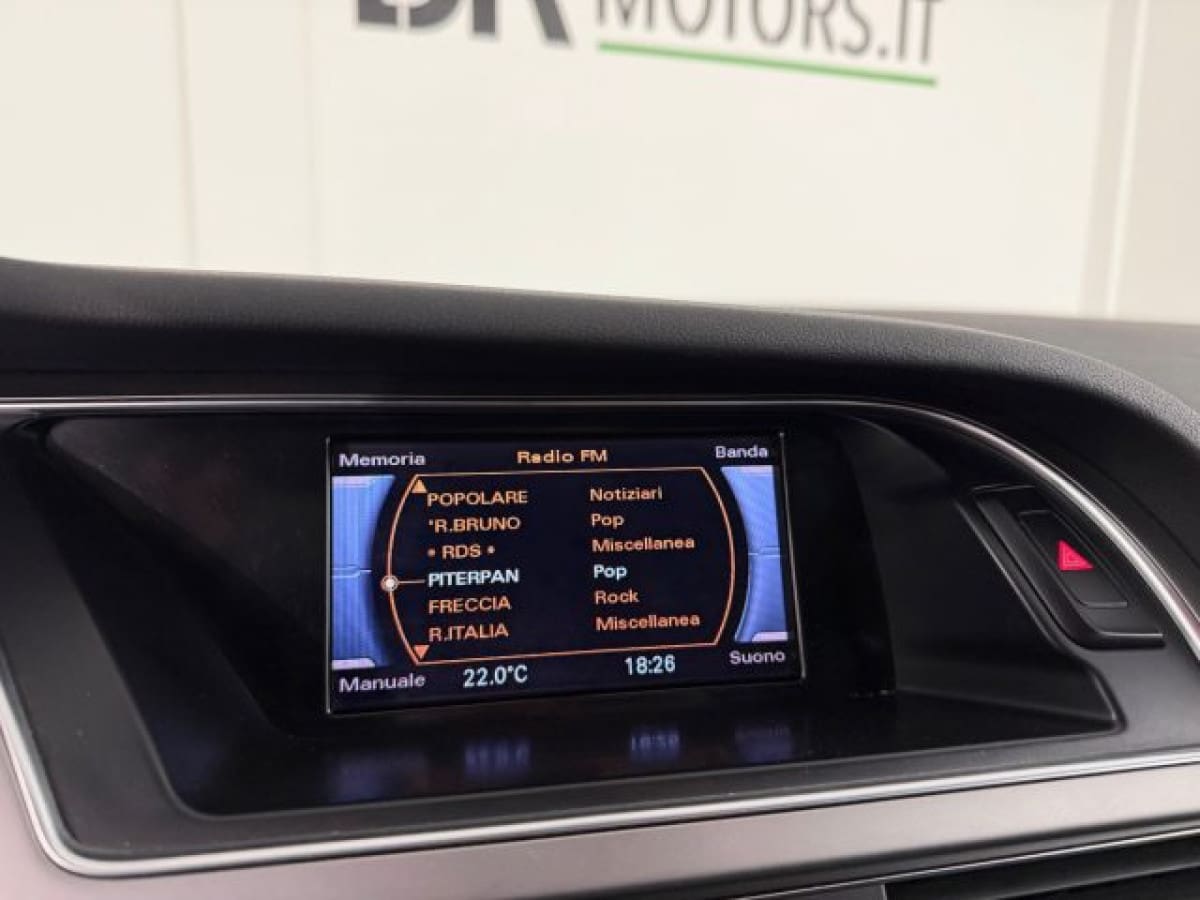 MOTORS.IT
Memoria Radio FM Banda
POPOLARE Notiziari
*R.BRUNO Pop
• RDS • Miscellanea
PITERPAN Pop
FRECCIA Rock
R.ITALIA Miscellanea
Manuale 22.0°C 18:26 Suono